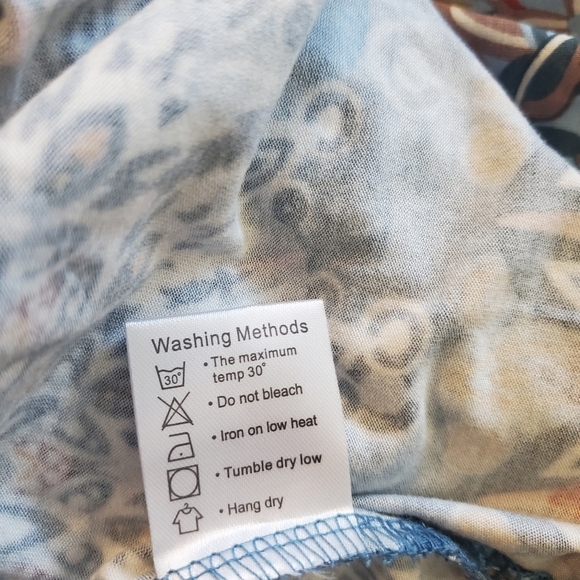 Washing Methods
30°
• The maximum
temp 30°
• Do not bleach
• Iron on low heat
• Tumble dry low
• Hang dry